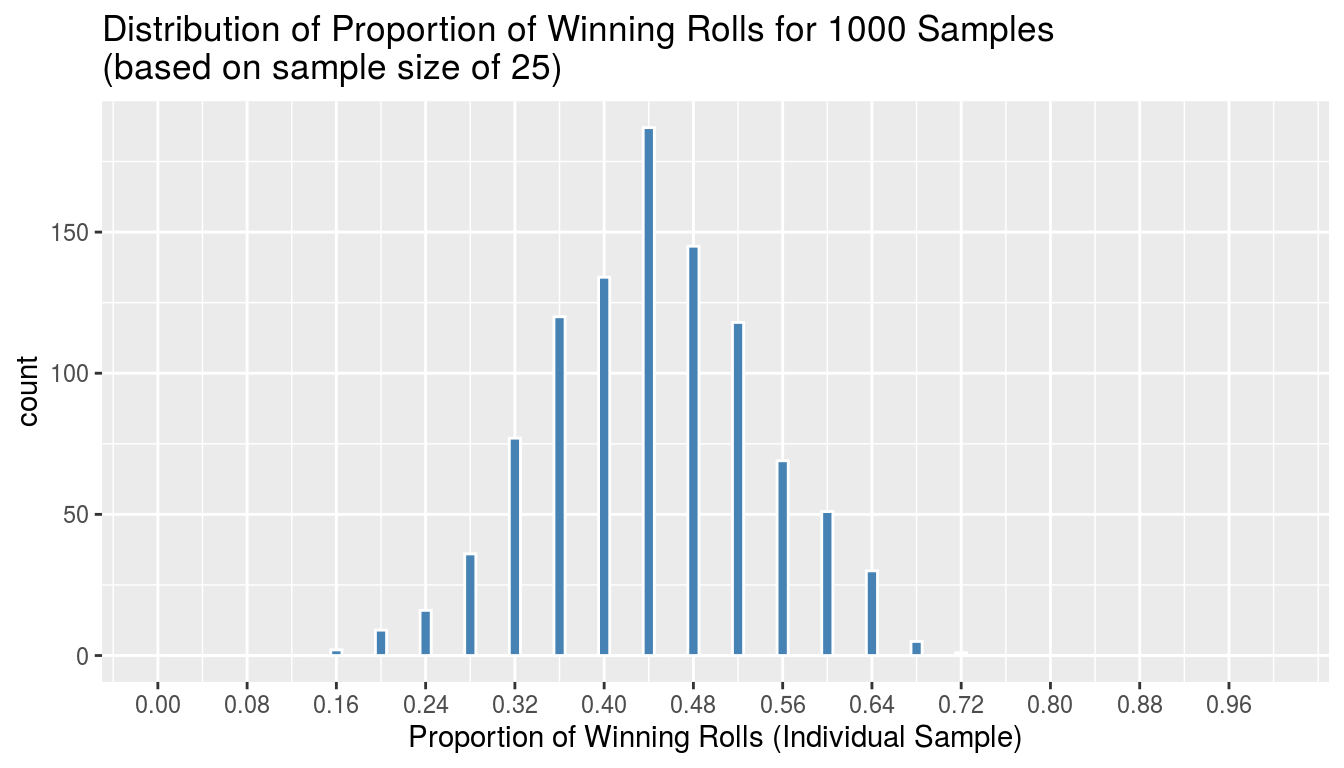 Distribution of Proportion of Winning Rolls for 1000 Samples
(based on sample size of 25)
count
150
100
50
0
0.00 0.08 0.16 0.24 0.32 0.40 0.48 0.56 0.64 0.72 0.80 0.88 0.96
Proportion of Winning Rolls (Individual Sample)